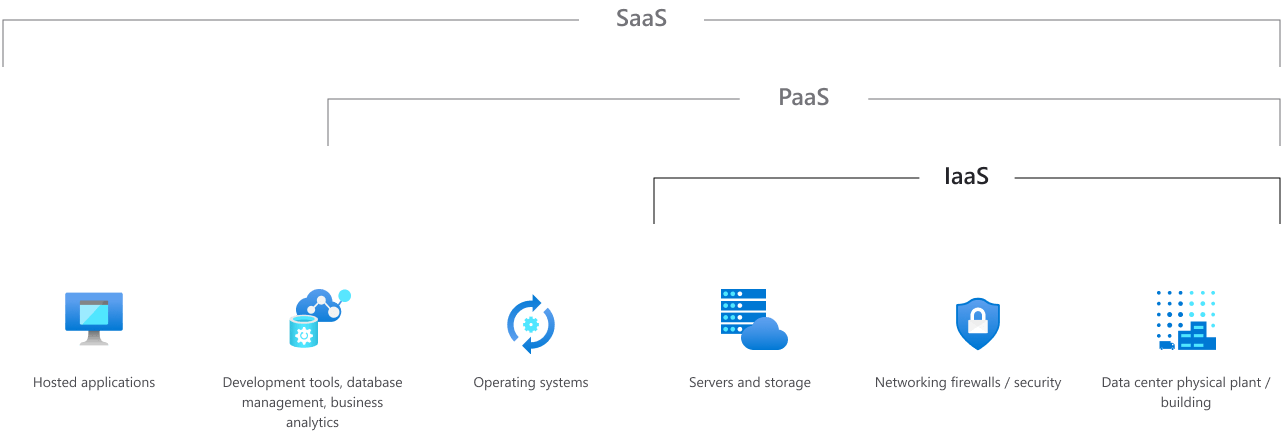 SaaS
PaaS
IaaS
Hosted applications
Development tools, database
management, business
analytics
Operating systems
Servers and storage
Networking firewalls / security
Data center physical plant /
building